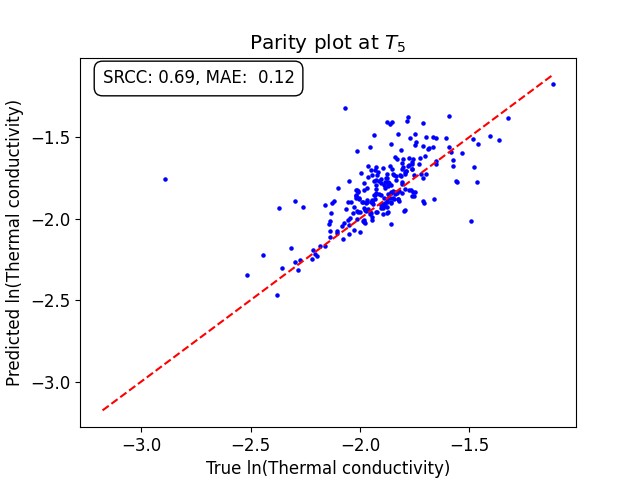 Parity plot at T5
SRCC: 0.69, MAE:  0.12
Predicted ln(Thermal conductivity)
−1.5
−2.0
−2.5
−3.0
−3.0 −2.5 −2.0 −1.5
True ln(Thermal conductivity)